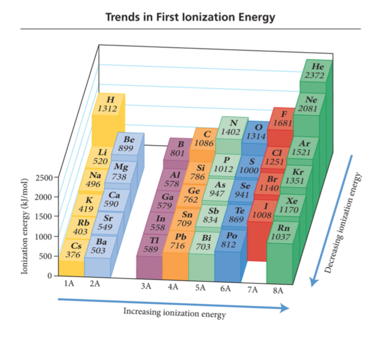 Trends in First Ionization Energy
He
2372
H
1312
Ne
2081
F
1681
N
1402
O
1314
C
1086
Be
899
B
801
Ar
1521
Cl
1251
Li
520
P
1012
S
1000
Si
786
Mg
738
Al
578
Kr
1351
Br
1140
Na
496
As
947
Se
941
Ge
762
Ca
590
Ga
579
Xe
1170
I
1008
K
419
Sb
834
Te
869
Sn
709
Sr
549
In
558
Rn
1037
Rb
403
Po
812
Bi
703
Pb
716
Tl
589
Ba
503
Cs
376
Ionization energy (kJ/mol)
2500
2000
1500
1000
500
0
1A 2A 3A 4A 5A 6A 7A 8A
Increasing ionization energy
Decreasing ionization energy